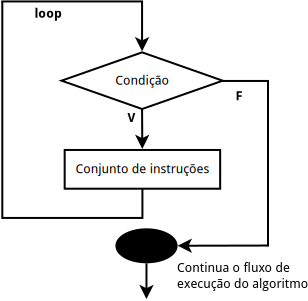 loop
Condição
F
V
Conjunto de instruções
Continua o fluxo de
execução do algoritmo